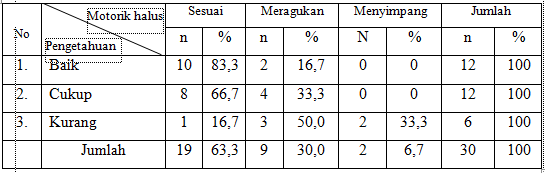 No Motorik halus Sesuai Meragukan Menyimpang Jumlah
Pengetahuan n % n % N % n %
1. Baik 10 83,3 2 16,7 0 0 12 100
2. Cukup 8 66,7 4 33,3 0 0 12 100
3. Kurang 1 16,7 3 50,0 2 33,3 6 100
Jumlah 19 63,3 9 30,0 2 6,7 30 100